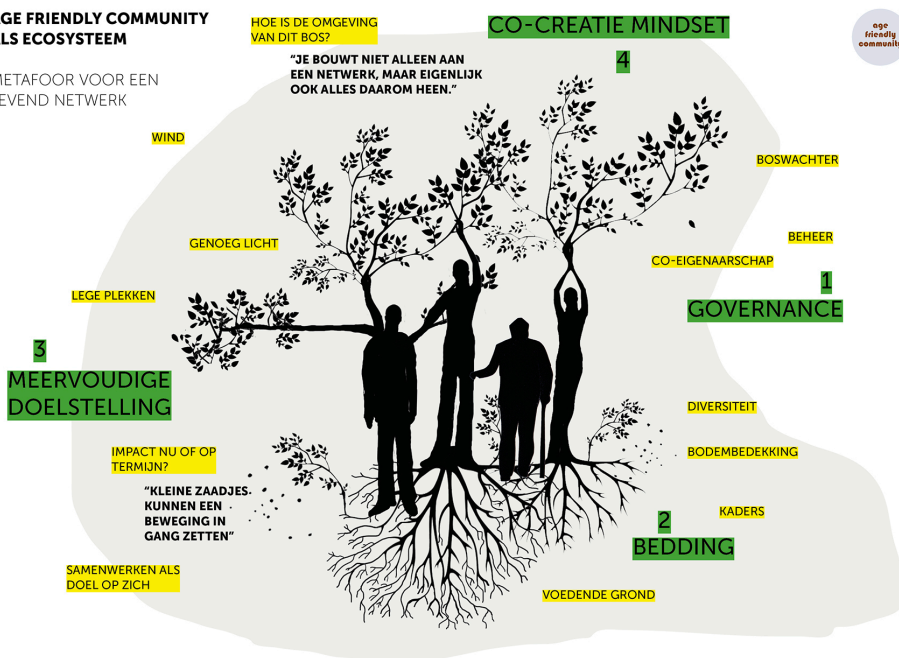 GE FRIENDLY COMMUNITY
LS ECOSYSTEEM
METAFOOR VOOR EEN
EVEND NETWERK
HOE IS DE OMGEVING
VAN DIT BOS?
"JE BOUWT NIET ALLEEN AAN
EEN NETWERK, MAAR EIGENLIJK
OOK ALLES DAAROM HEEN."
CO-CREATIE MINDSET
4
age
friendly
community
WIND
BOSWACHTER
GENOEG LICHT
BEHEER
CO-EIGENAARSCHAP
LEGE PLEKKEN
1
GOVERNANCE
3
MEERVOUDIGE
DOELSTELLING
DIVERSITEIT
IMPACT NU OF OP
TERMIJN?
BODEMBEDEKKING
"KLEINE ZAADJES
KUNNEN EEN
BEWEGING IN
GANG ZETTEN"
KADERS
2
BEDDING
SAMENWERKEN ALS
DOEL OP ZICH
VOEDENDE GROND